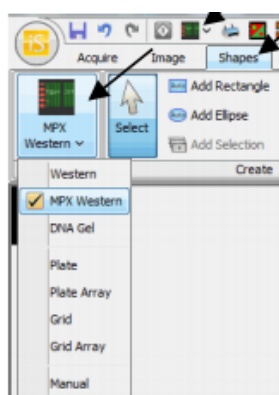 iS
Acquire Image Shapes
MPX
Western
Select
Add Rectangle
Add Ellipse
Add Selection
Create
Western
MPX Western
DNA Gel
Plate
Plate Array
Grid
Grid Array
Manual